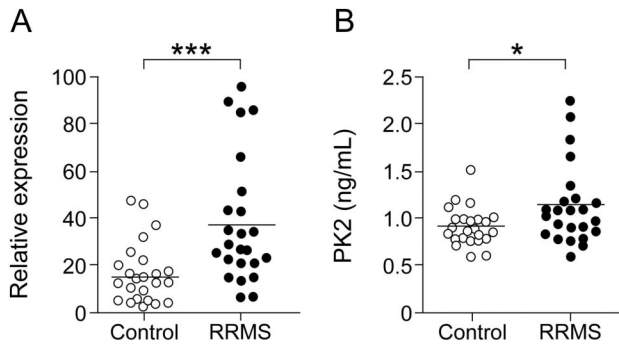 A
***
Relative expression
100
80
60
40
20
0
Control
RRMS
B
*
PK2 (ng/mL)
2.5
2.0
1.5
1.0
0.5
0
Control
RRMS